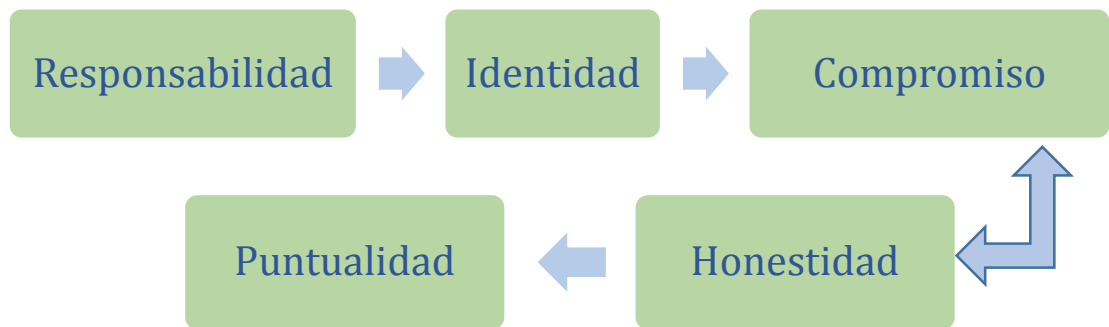 Responsabilidad
Identidad
Compromiso
Honestidad
Puntualidad